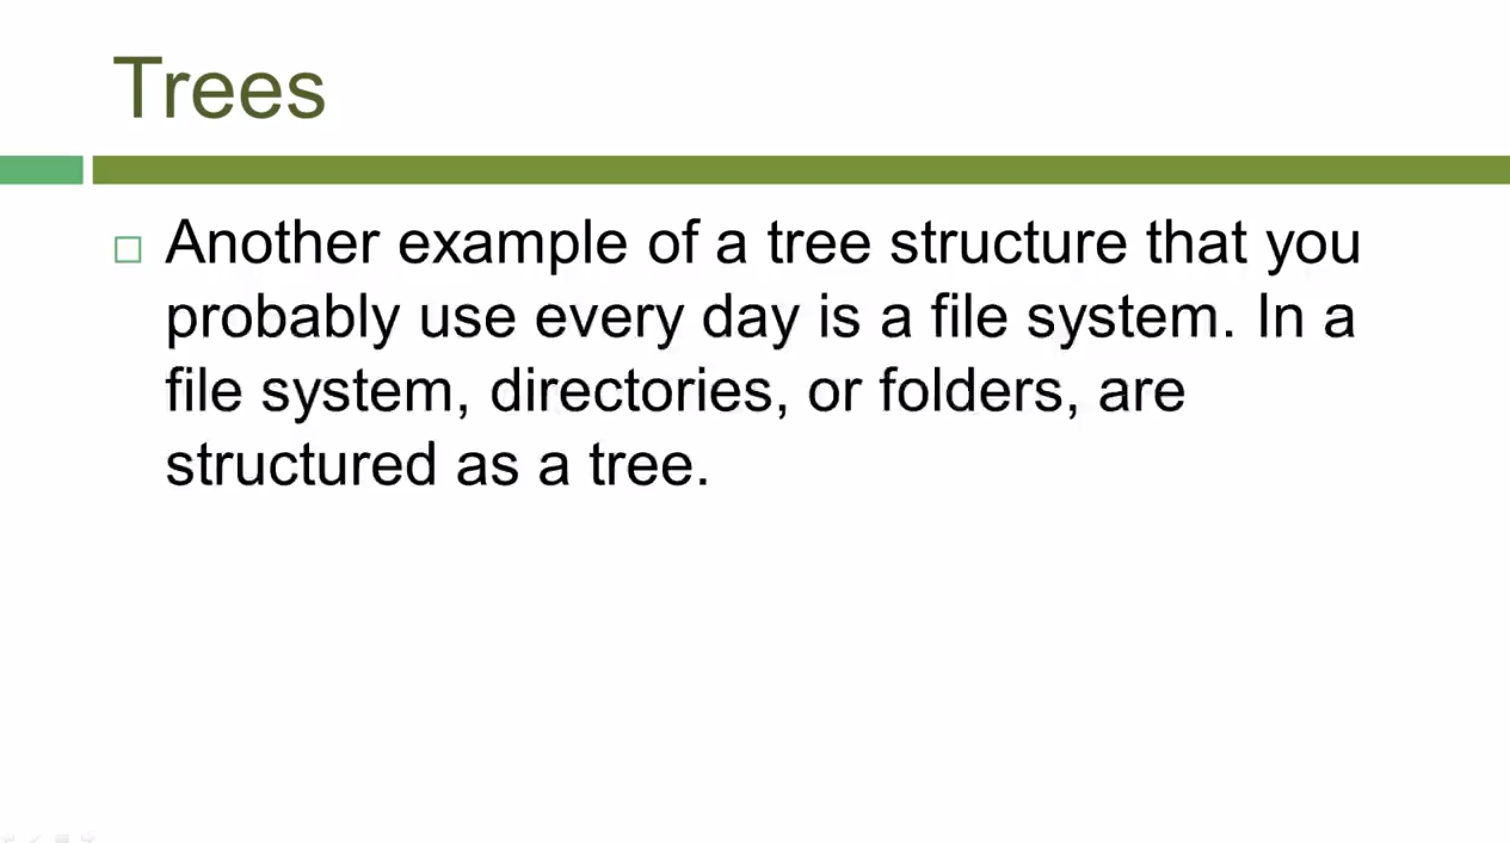 Trees
Another example of a tree structure that you
probably use every day is a file system. In a
file system, directories, or folders, are
structured as a tree.